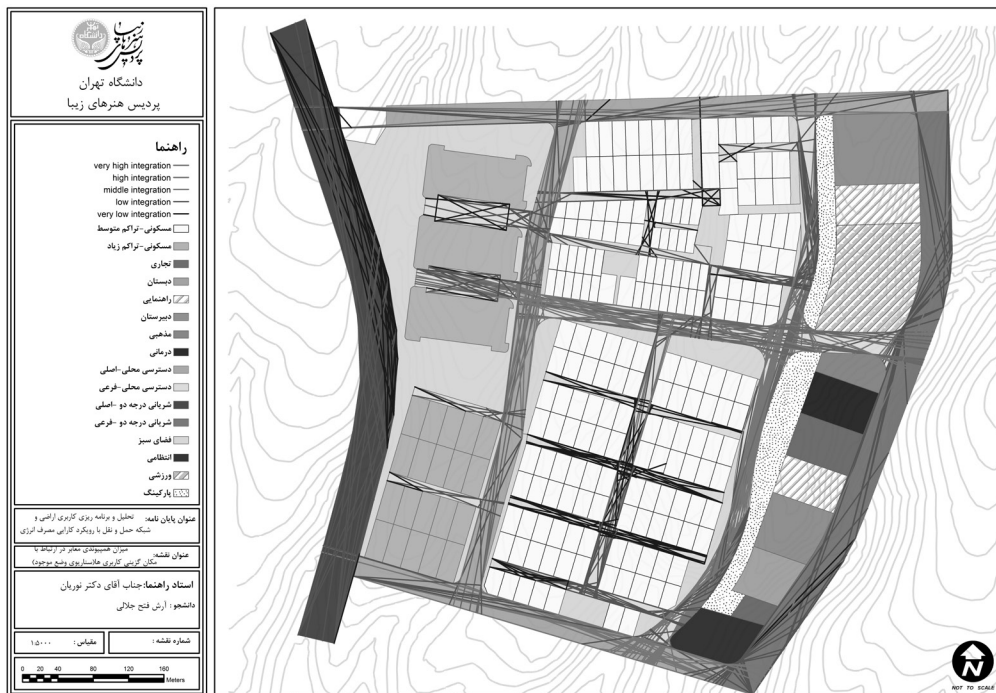 دانشگاه تهران
پردیس هنرهای زیبا
راهنما
very high integration
high integration
middle integration
low integration
very low integration
مسکونی-تراکم متوسط
مسکونی-تراکم زیاد
تجاری
دبستان
راهنمایی
دبیرستان
مذهبی
درمانی
دسترسی محلی-اصلی
دسترسی محلی-فرعی
شریانی درجه دو -اصلی
شریانی درجه دو -فرعی
فضای سبز
انتظامی
ورزشی
پارکینگ
عنوان پایان نامه: تحلیل و برنامه ریزی کاربری اراضی و
شبکه حمل و نقل با رویکرد کارایی مصرف انرژی
عنوان نقشه: میزان همپیوندی معابر در ارتباط با
مکان گزینی کاربری ها(سناریوی وضع موجود)
استاد راهنما: جناب آقای دکتر نوریان
دانشجو : آرش فتح جلالی
شماره نقشه :
مقیاس : ۱:۵۰۰۰
0 20 40 80 120 160
Meters
N
NOT TO SCALE